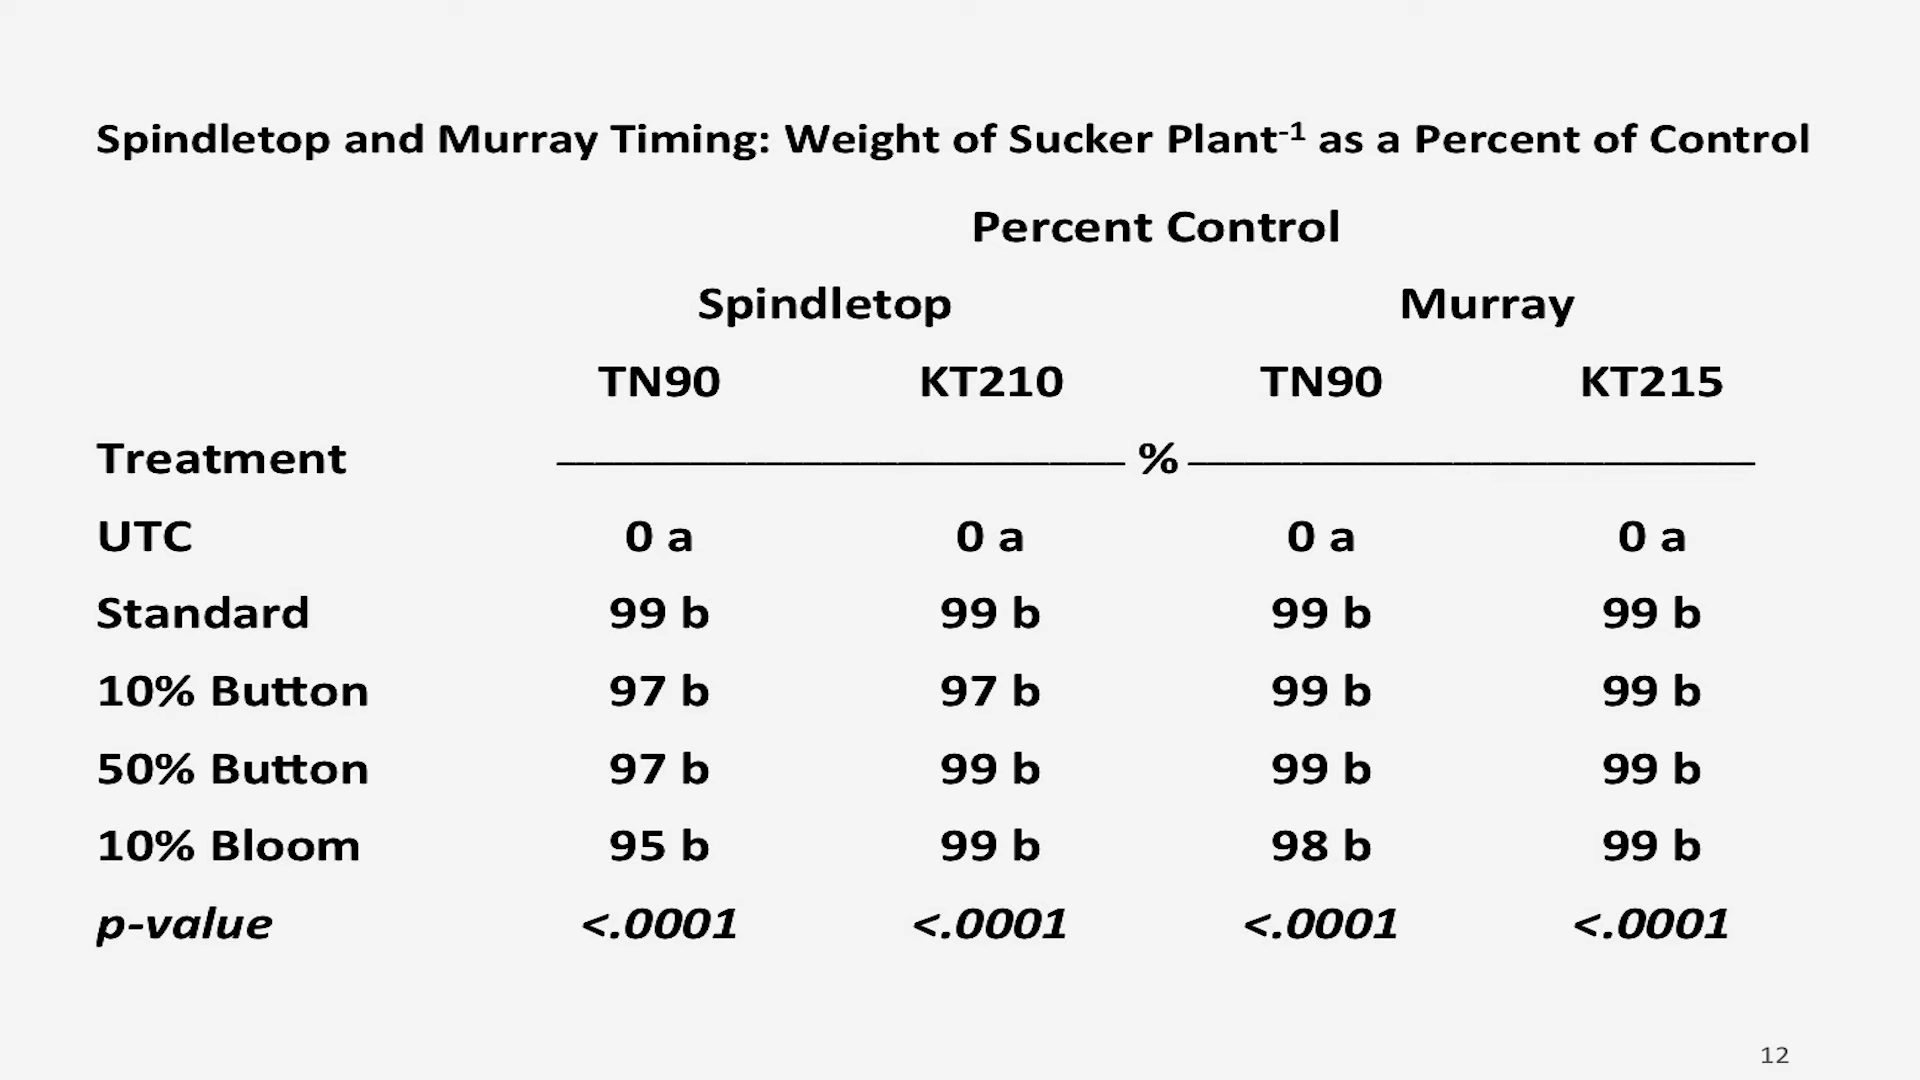 Spindletop and Murray Timing: Weight of Sucker Plant-1 as a Percent of Control
Percent Control
Spindletop Murray
TN90 KT210 TN90 KT215
Treatment %
UTC 0 a 0 a 0 a 0 a
Standard 99 b 99 b 99 b 99 b
10% Button 97 b 97 b 99 b 99 b
50% Button 97 b 99 b 99 b 99 b
10% Bloom 95 b 99 b 98 b 99 b
p-value <.0001 <.0001 <.0001 <.0001
12